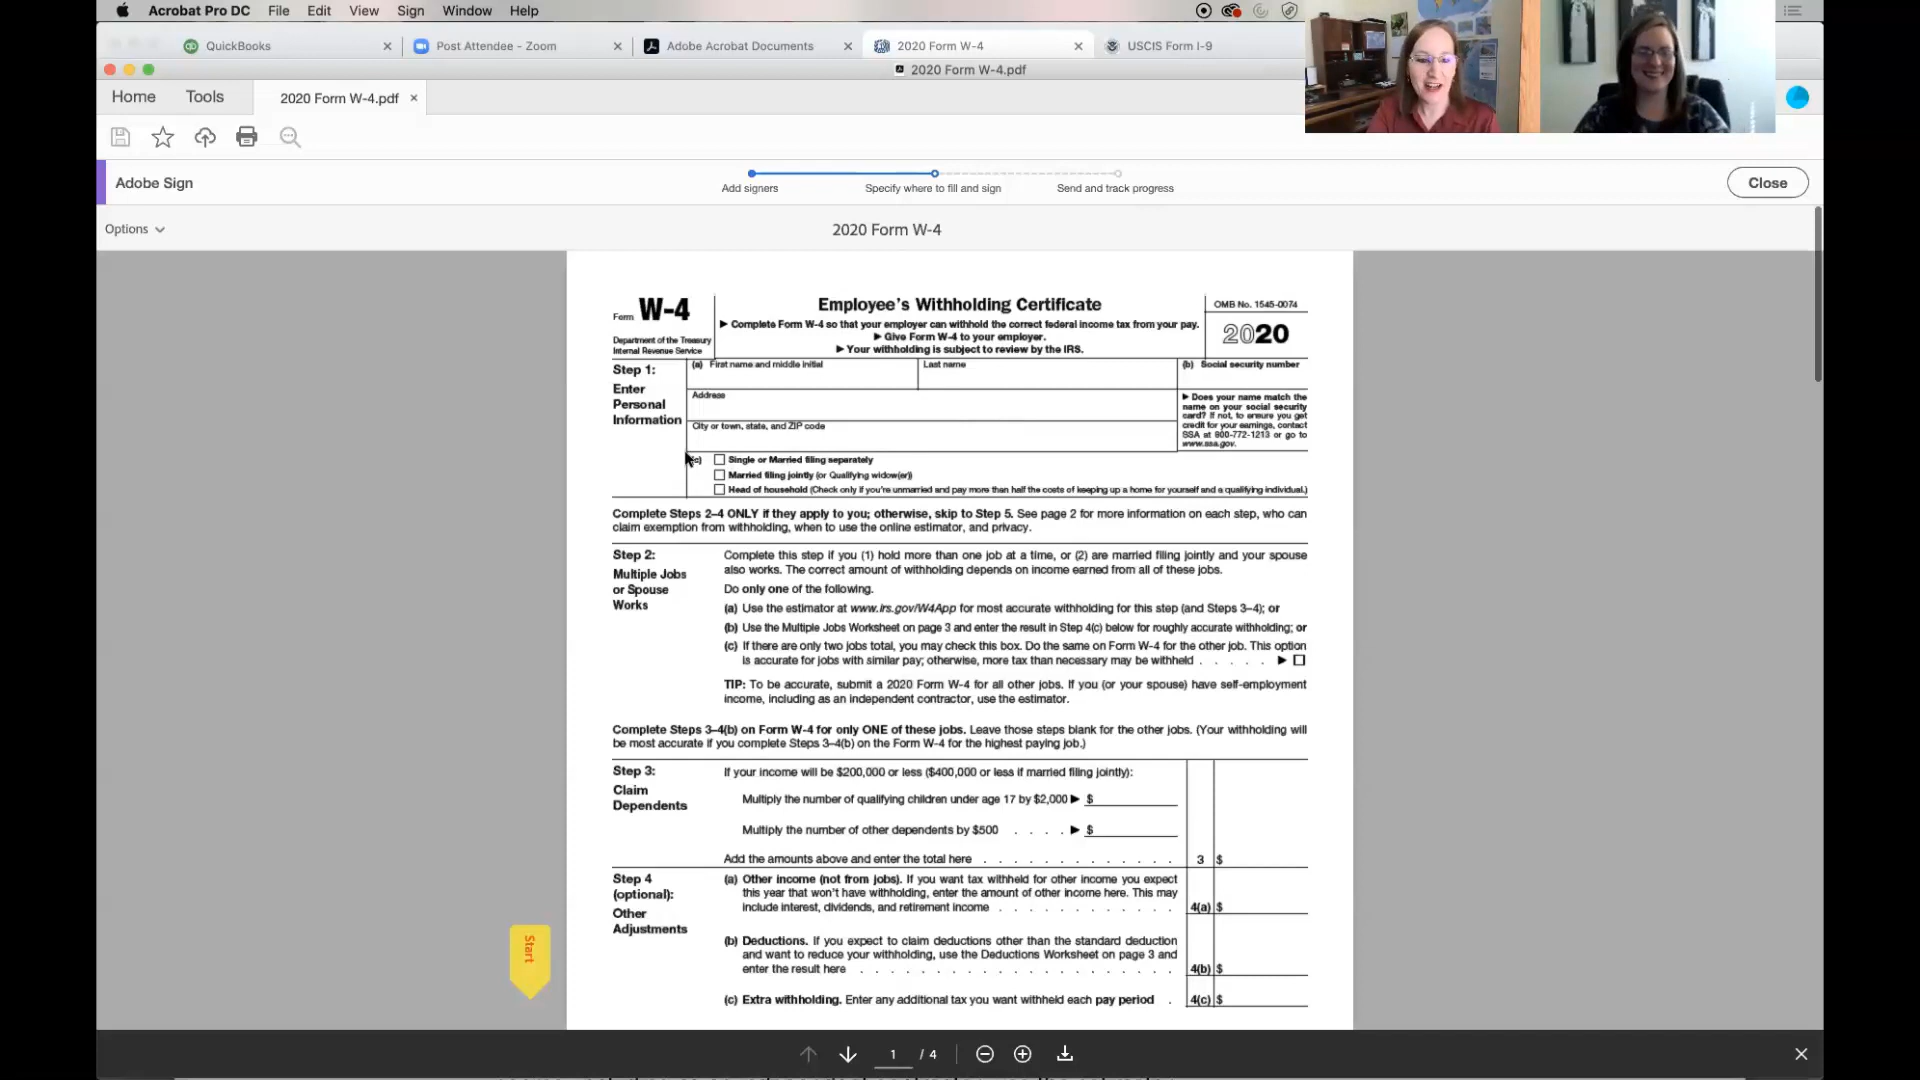 Acrobat Pro DC File Edit View Sign Window Help
QuickBooks
Post Attendee - Zoom
Adobe Acrobat Documents
2020 Form W-4
USCIS Form I-9
2020 Form W-4.pdf
Home Tools 2020 Form W-4.pdf
Adobe Sign
Add signers
Specify where to fill and sign
Send and track progress
Close
Options
2020 Form W-4
Form W-4
Department of the Treasury
Internal Revenue Service
Employee's Withholding Certificate
▶ Complete Form W-4 so that your employer can withhold the correct federal income tax from your pay.
▶ Give Form W-4 to your employer.
▶ Your withholding is subject to review by the IRS.
OMB No. 1545-0074
2020
Step 1:
Enter
Personal
Information
(a) First name and middle initial
Last name
(b) Social security number
Address
City or town, state, and ZIP code
▶ Does your name match the
name on your social security
card? If not, to ensure you get
credit for your earnings, contact
SSA at 800-772-1213 or go to
www.ssa.gov.
Single or Married filing separately
Married filing jointly (or Qualifying widow(er))
Head of household (Check only if you're unmarried and pay more than half the costs of keeping up a home for yourself and a qualifying individual.)
Complete Steps 2–4 ONLY if they apply to you; otherwise, skip to Step 5. See page 2 for more information on each step, who can
claim exemption from withholding, when to use the online estimator, and privacy.
Step 2:
Multiple Jobs
or Spouse
Works
Complete this step if you (1) hold more than one job at a time, or (2) are married filing jointly and your spouse
also works. The correct amount of withholding depends on income earned from all of these jobs.
Do only one of the following.
(a) Use the estimator at www.irs.gov/W4App for most accurate withholding for this step (and Steps 3–4); or
(b) Use the Multiple Jobs Worksheet on page 3 and enter the result in Step 4(c) below for roughly accurate withholding; or
(c) If there are only two jobs total, you may check this box. Do the same on Form W-4 for the other job. This option
is accurate for jobs with similar pay; otherwise, more tax than necessary may be withheld . . . . . ▶
TIP: To be accurate, submit a 2020 Form W-4 for all other jobs. If you (or your spouse) have self-employment
income, including as an independent contractor, use the estimator.
Complete Steps 3–4(b) on Form W-4 for only ONE of these jobs. Leave those steps blank for the other jobs. (Your withholding will
be most accurate if you complete Steps 3–4(b) on the Form W-4 for the highest paying job.)
Step 3:
Claim
Dependents
If your income will be $200,000 or less ($400,000 or less if married filing jointly):
Multiply the number of qualifying children under age 17 by $2,000 ▶ $
Multiply the number of other dependents by $500 . . . . ▶ $
Add the amounts above and enter the total here . . . . . . . . . . . . . 3 $
Step 4
(optional):
Other
Adjustments
(a) Other income (not from jobs). If you want tax withheld for other income you expect
this year that won't have withholding, enter the amount of other income here. This may
include interest, dividends, and retirement income . . . . . . . . . . . . 4(a) $
(b) Deductions. If you expect to claim deductions other than the standard deduction
and want to reduce your withholding, use the Deductions Worksheet on page 3 and
enter the result here . . . . . . . . . . . . . . . . . . . . . 4(b) $
(c) Extra withholding. Enter any additional tax you want withheld each pay period . 4(c) $
Start
1 / 4